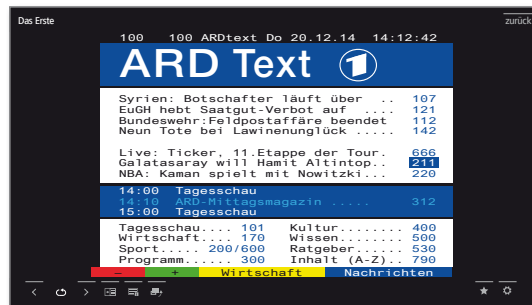 Das Erste
zurück
100 100 ARDtext Do 20.12.14 14:12:42
ARD Text 1
Syrien: Botschafter läuft über .. 107
EuGH hebt Saatgut-Verbot auf .... 121
Bundeswehr:Feldpostaffäre beendet 112
Neun Tote bei Lawinenunglück ..... 142
Live: Ticker, 11.Etappe der Tour. 666
Galatasaray will Hamit Altintop.. 211
NBA: Kaman spielt mit Nowitzki... 220
14:00 Tagesschau
14:10 ARD-Mittagsmagazin ..... 312
15:00 Tagesschau
Tagesschau.... 101 Kultur........ 400
Wirtschaft.... 170 Wissen........ 500
Sport..... 200/600 Ratgeber...... 530
Programm...... 300 Inhalt (A-Z).. 790
– + Wirtschaft Nachrichten